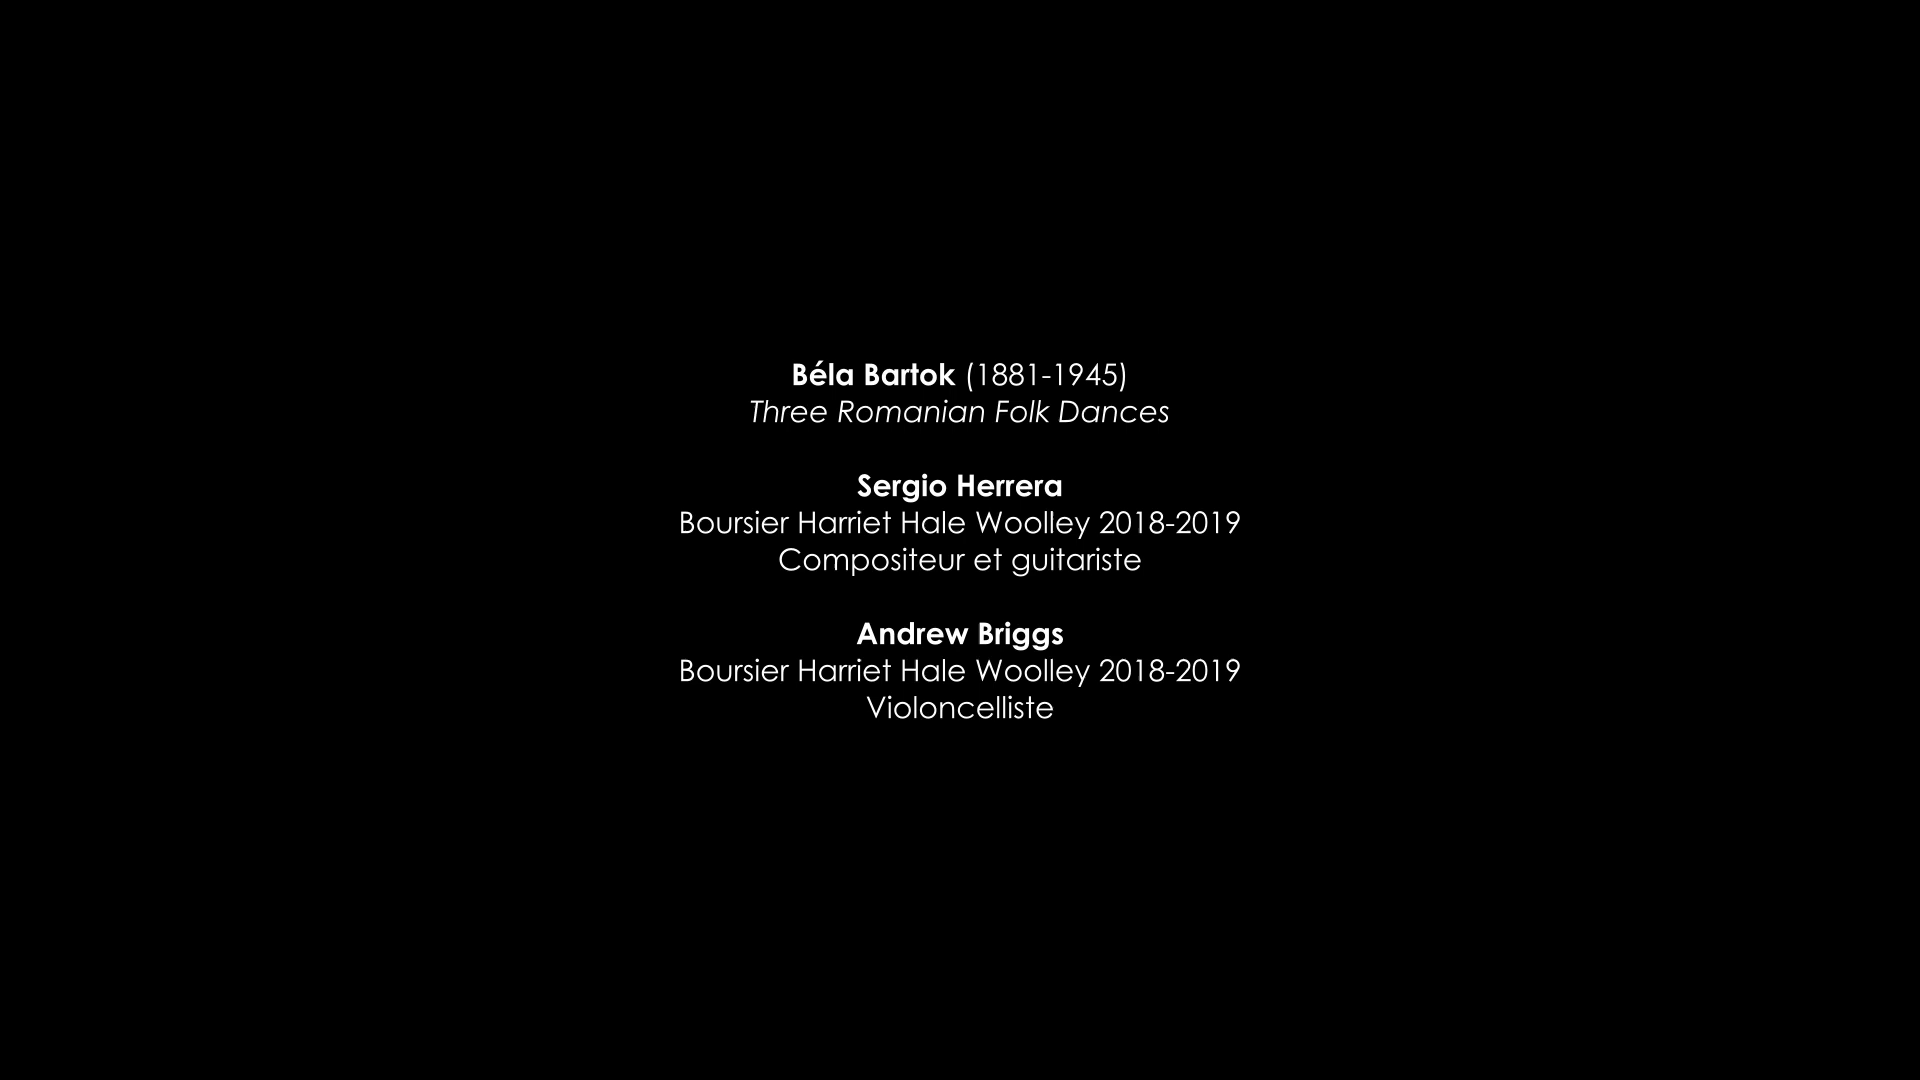 Béla Bartok (1881-1945)
Three Romanian Folk Dances
Sergio Herrera
Boursier Harriet Hale Woolley 2018-2019
Compositeur et guitariste
Andrew Briggs
Boursier Harriet Hale Woolley 2018-2019
Violoncelliste